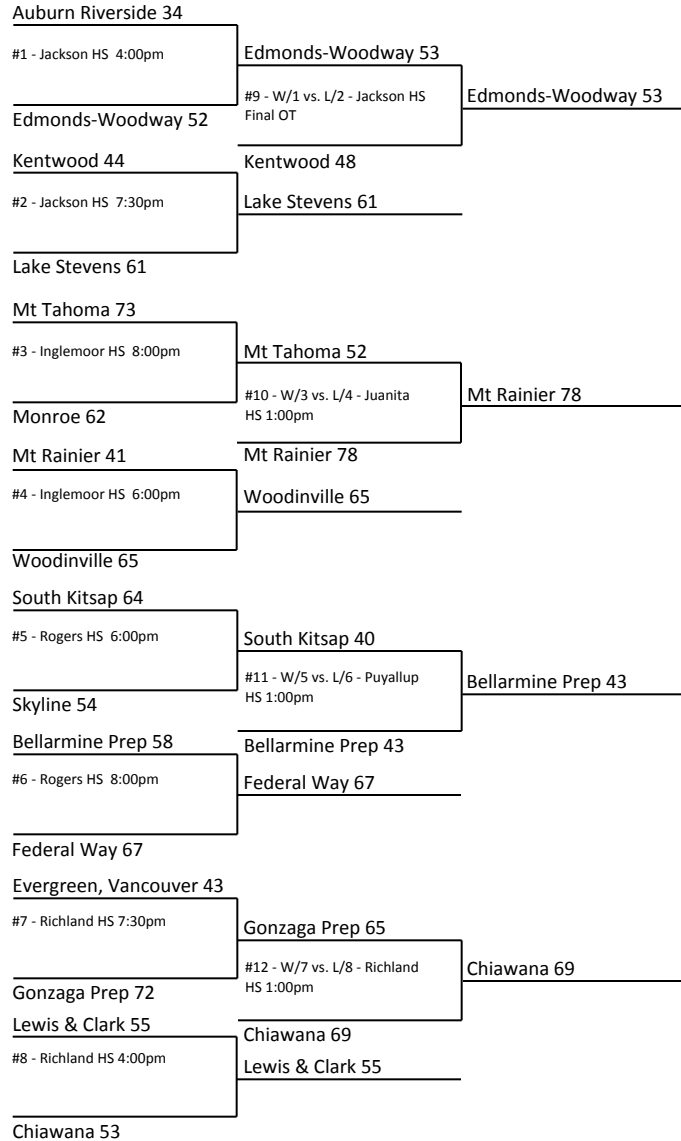 Auburn Riverside 34
#1 - Jackson HS  4:00pm
Edmonds-Woodway 53
#9 - W/1 vs. L/2 - Jackson HS
Final OT
Edmonds-Woodway 53
Edmonds-Woodway 52
Kentwood 44
Kentwood 48
#2 - Jackson HS  7:30pm
Lake Stevens 61
Lake Stevens 61
Mt Tahoma 73
#3 - Inglemoor HS  8:00pm
Mt Tahoma 52
#10 - W/3 vs. L/4 - Juanita
HS 1:00pm
Mt Rainier 78
Monroe 62
Mt Rainier 41
Mt Rainier 78
#4 - Inglemoor HS  6:00pm
Woodinville 65
Woodinville 65
South Kitsap 64
#5 - Rogers HS  6:00pm
South Kitsap 40
#11 - W/5 vs. L/6 - Puyallup
HS 1:00pm
Bellarmine Prep 43
Skyline 54
Bellarmine Prep 58
Bellarmine Prep 43
#6 - Rogers HS  8:00pm
Federal Way 67
Federal Way 67
Evergreen, Vancouver 43
#7 - Richland HS 7:30pm
Gonzaga Prep 65
#12 - W/7 vs. L/8 - Richland
HS 1:00pm
Chiawana 69
Gonzaga Prep 72
Lewis & Clark 55
Chiawana 69
#8 - Richland HS 4:00pm
Lewis & Clark 55
Chiawana 53